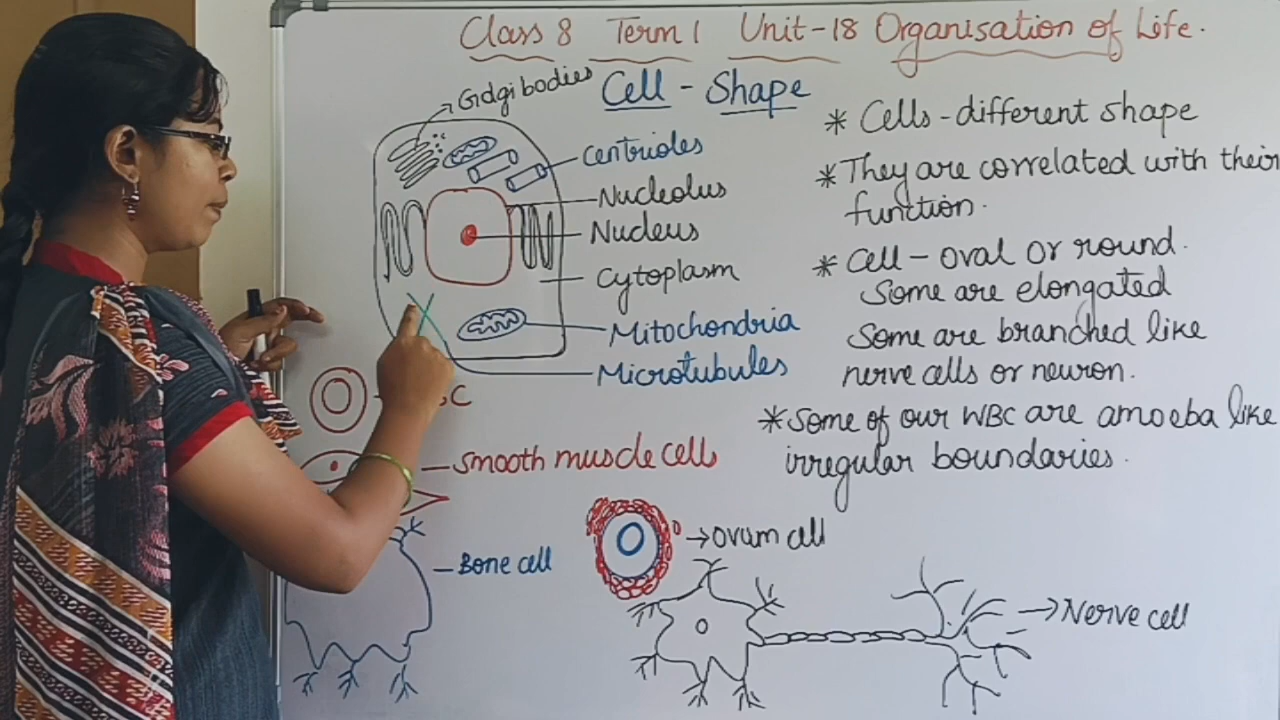 Class 8 Term 1 Unit-18 Organisation of Life.
Cell - Shape
Gidgi bodies
Centrioles
Nucleolus
Nucleus
Cytoplasm
Mitochondria
Microtubules
C
Smooth muscle cells
Bone cell
Ovum cell
Nerve cell
* Cells - different shape
* They are correlated with their
function.
* Cell - oval or round.
Some are elongated
Some are branched like
nerve cells or neuron.
* Some of our WBC are amoeba like
irregular boundaries.